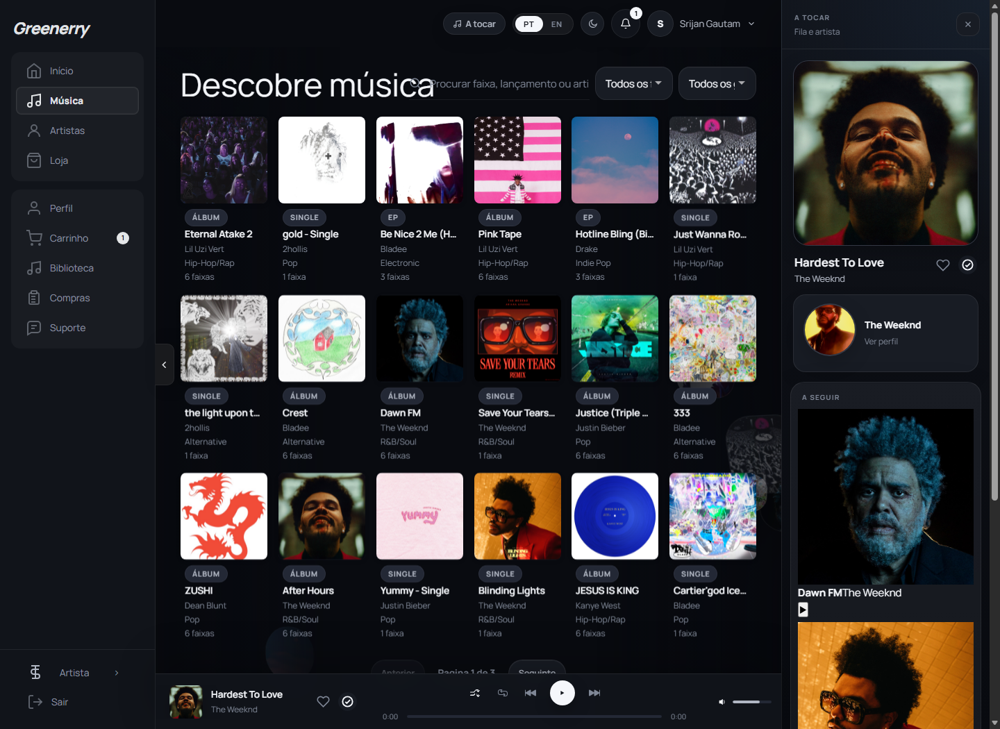 Greenerry
Início
Música
Artistas
Loja
Perfil
Carrinho
1
Biblioteca
Compras
Suporte
Artista
Sair
A tocar
PT
EN
1
S
Srijan Gautam
Descobre música
Procurar faixa, lançamento ou arti
Todos os
Todos os
ÁLBUM
Eternal Atake 2
Lil Uzi Vert
Hip-Hop/Rap
6 faixas
SINGLE
gold - Single
2hollis
Pop
1 faixa
EP
Be Nice 2 Me (H...
Bladee
Electronic
3 faixas
ÁLBUM
Pink Tape
Lil Uzi Vert
Hip-Hop/Rap
6 faixas
EP
Hotline Bling (Bi...
Drake
Indie Pop
3 faixas
SINGLE
Just Wanna Ro...
Lil Uzi Vert
Hip-Hop/Rap
1 faixa
SINGLE
the light upon t...
2hollis
Alternative
1 faixa
ÁLBUM
Crest
Bladee
Alternative
6 faixas
ÁLBUM
Dawn FM
The Weeknd
R&B/Soul
6 faixas
SAVE YOUR TEARS
REMIX
SINGLE
Save Your Tears...
The Weeknd
R&B/Soul
1 faixa
JUSTICE
ÁLBUM
Justice (Triple ...
Justin Bieber
Pop
6 faixas
ÁLBUM
333
Bladee
Alternative
6 faixas
ÁLBUM
ZUSHI
Dean Blunt
Pop
6 faixas
ÁLBUM
After Hours
The Weeknd
R&B/Soul
6 faixas
YUMMY
SINGLE
Yummy - Single
Justin Bieber
Pop
1 faixa
BLINDING
LIGHTS
SINGLE
Blinding Lights
The Weeknd
R&B/Soul
1 faixa
JESUS IS KING
KANYE WEST
ÁLBUM
JESUS IS KING
Kanye West
Hip-Hop/Rap
6 faixas
SINGLE
Cartier'god Ice...
Bladee
Pop
1 faixa
Anterior
Pagina 1 de 3
Seguinte
Hardest To Love
The Weeknd
0:00
0:00
A TOCAR
Fila e artista
Hardest To Love
The Weeknd
The Weeknd
Ver perfil
A SEGUIR
Dawn FMThe Weeknd